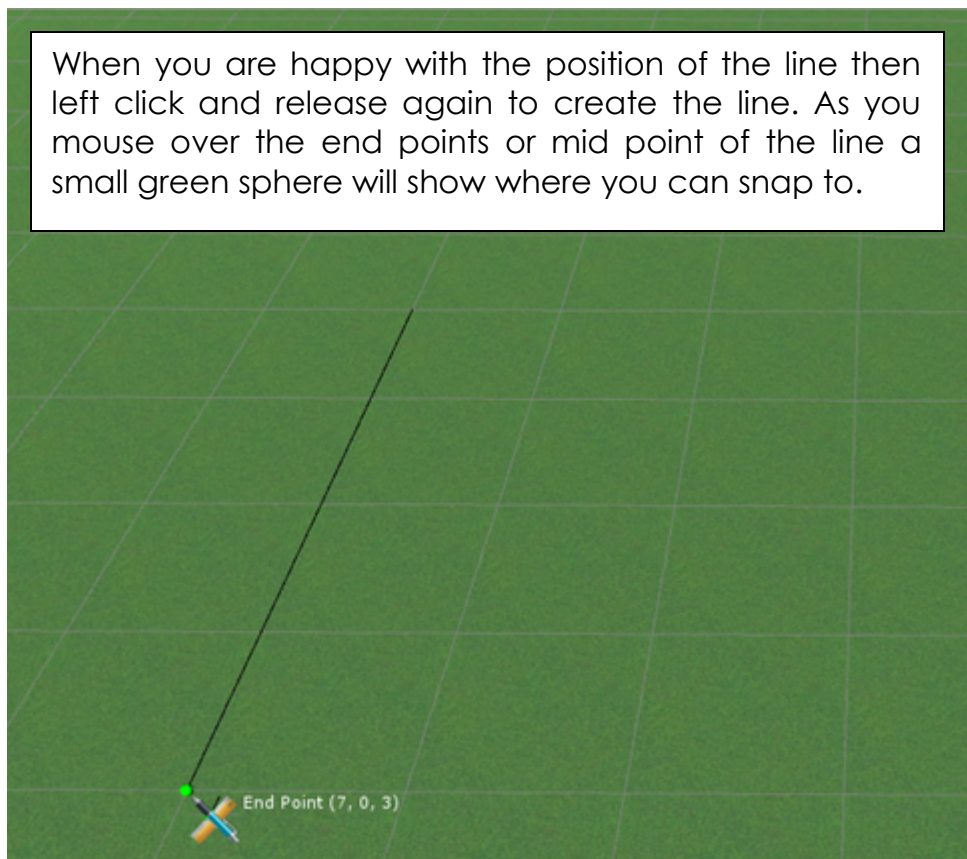 When you are happy with the position of the line then
left click and release again to create the line. As you
mouse over the end points or mid point of the line a
small green sphere will show where you can snap to.
End Point (7, 0, 3)